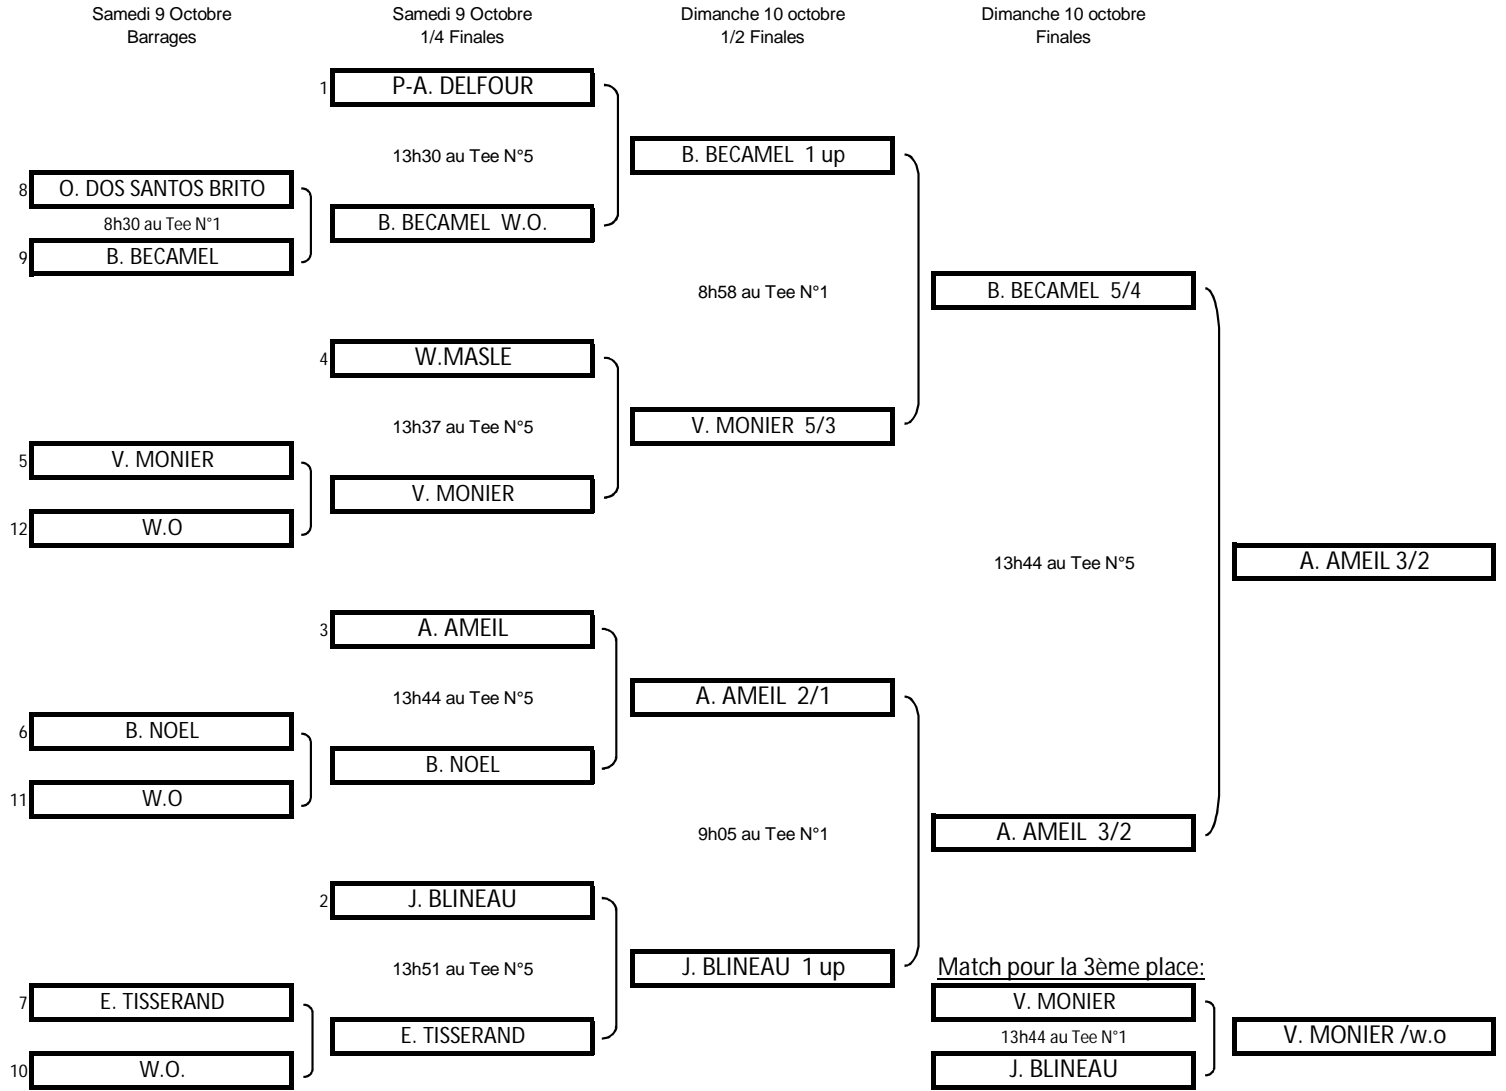 Samedi 9 Octobre
Barrages
Samedi 9 Octobre
1/4 Finales
Dimanche 10 octobre
1/2 Finales
Dimanche 10 octobre
Finales
1 P-A. DELFOUR
13h30 au Tee N°5
B. BECAMEL 1 up
8 O. DOS SANTOS BRITO
8h30 au Tee N°1
B. BECAMEL W.O.
9 B. BECAMEL
8h58 au Tee N°1
B. BECAMEL 5/4
4 W.MASLE
13h37 au Tee N°5
V. MONIER 5/3
5 V. MONIER
V. MONIER
12 W.O
13h44 au Tee N°5
A. AMEIL 3/2
3 A. AMEIL
13h44 au Tee N°5
A. AMEIL 2/1
6 B. NOEL
B. NOEL
11 W.O
9h05 au Tee N°1
A. AMEIL 3/2
2 J. BLINEAU
13h51 au Tee N°5
J. BLINEAU 1 up
Match pour la 3ème place:
7 E. TISSERAND
V. MONIER
E. TISSERAND
13h44 au Tee N°1
V. MONIER /w.o
10 W.O.
J. BLINEAU